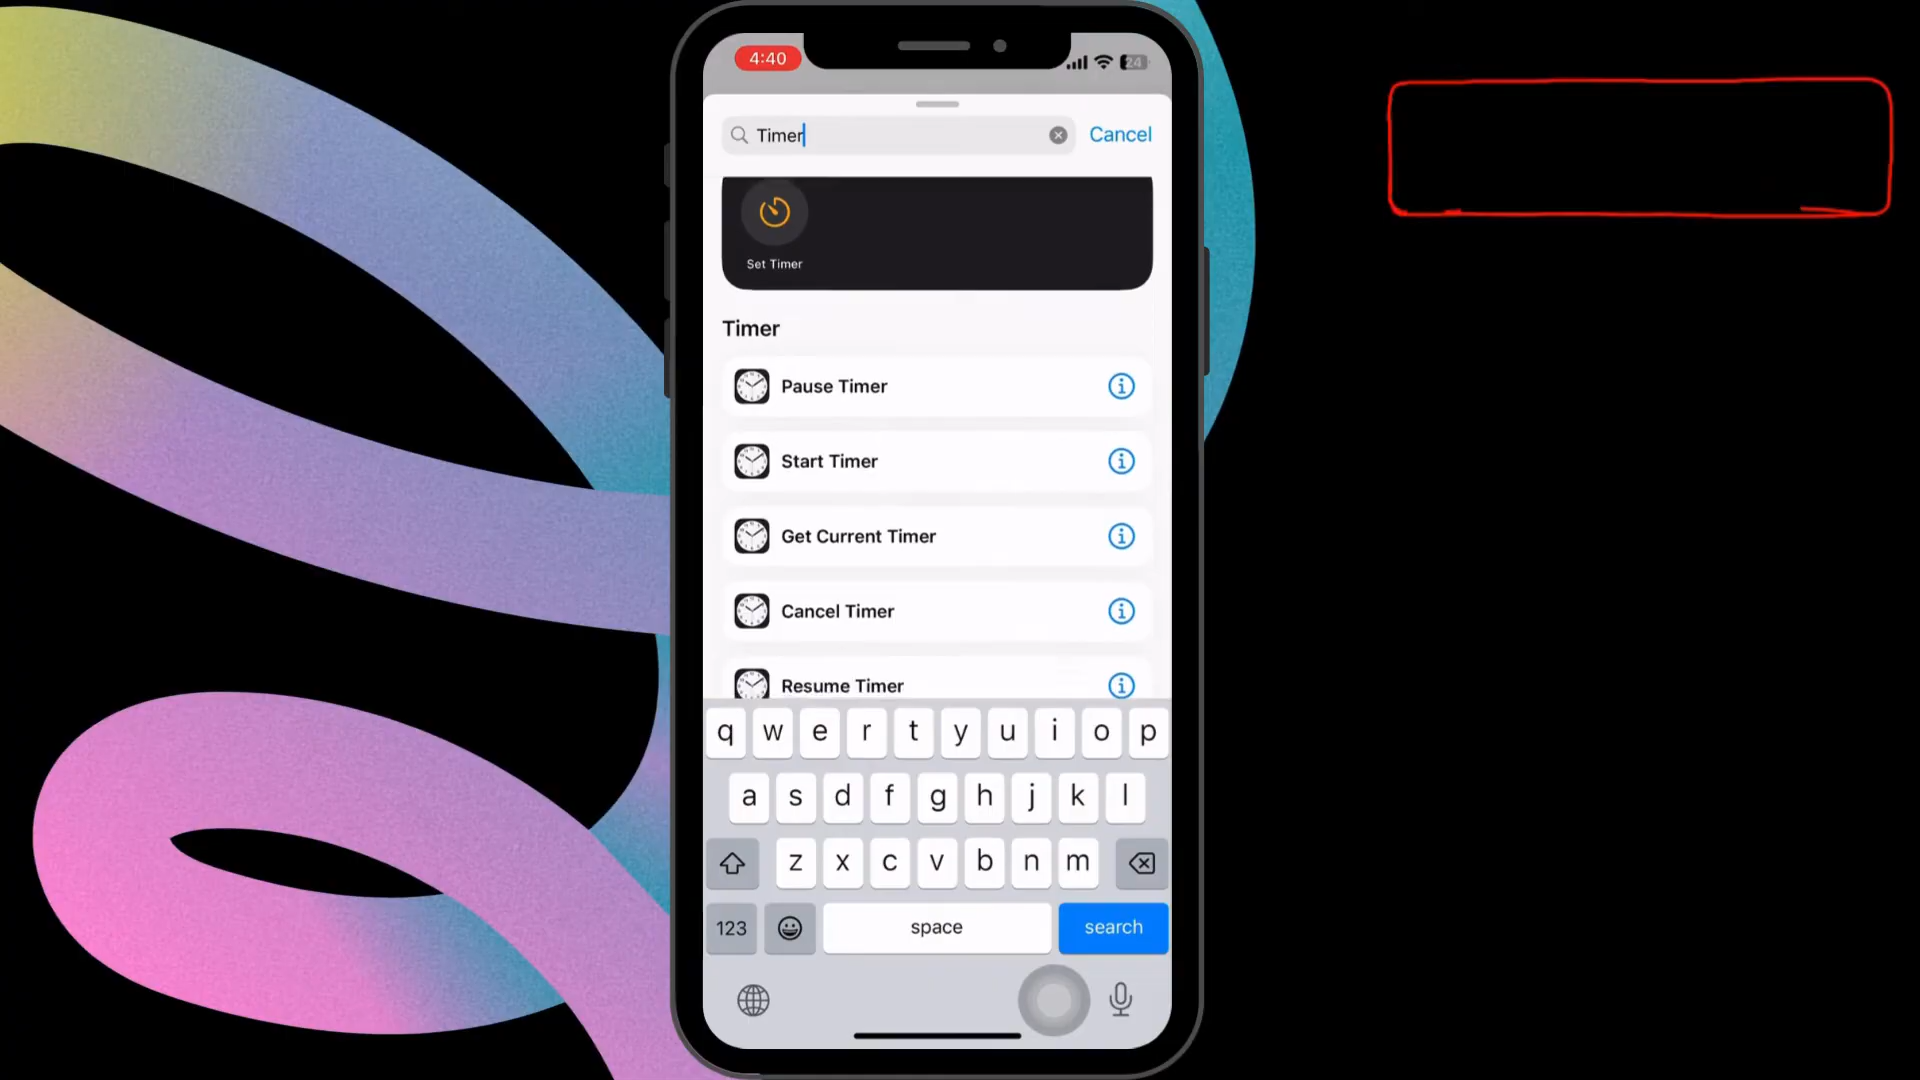 4:40
24
Timer
Cancel
Set Timer
Timer
Pause Timer
Start Timer
Get Current Timer
Cancel Timer
Resume Timer
q w e r t y u i o p
a s d f g h j k l
z x c v b n m
123 space search